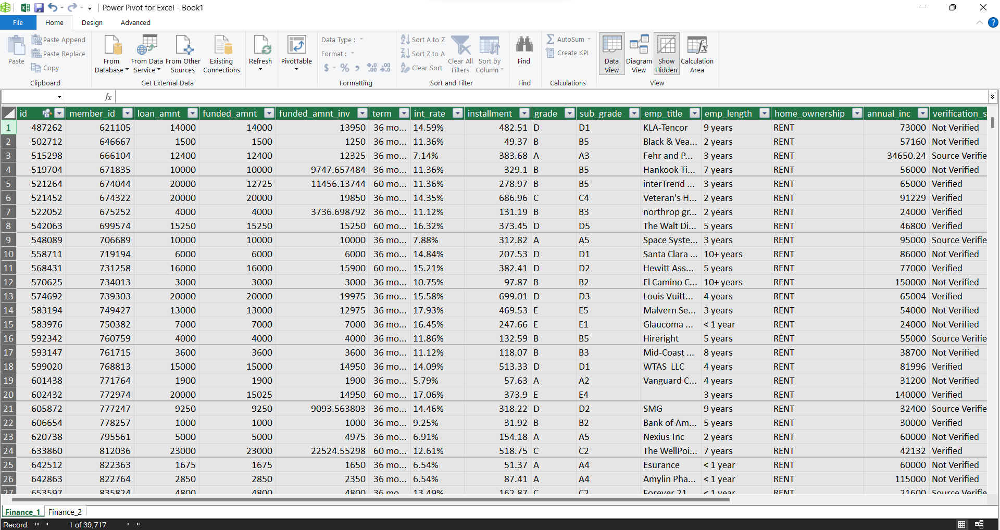 Power Pivot for Excel - Book1
File Home Design Advanced
Paste
Paste Append
Paste Replace
Copy
Clipboard
From Database
From Data Service
From Other Sources
Existing Connections
Get External Data
Refresh
PivotTable
Data Type :
Format :
$ % ,
Formatting
Sort A to Z
Sort Z to A
Clear Sort
Clear All Filters
Sort by Column
Sort and Filter
Find
Find
AutoSum
Create KPI
Calculations
Data View
Diagram View
Show Hidden
Calculation Area
View
fx
id member_id loan_amnt funded_amnt funded_amnt_inv term int_rate installment grade sub_grade emp_title emp_length home_ownership annual_inc verification_s
1 487262 621105 14000 14000 13950 36 mo... 14.59% 482.51 D D1 KLA-Tencor 9 years RENT 73000 Not Verified
2 502712 646667 1500 1500 1250 36 mo... 11.36% 49.37 B B5 Black & Vea... 2 years RENT 57160 Not Verified
3 515298 666104 12400 12400 12325 36 mo... 7.14% 383.68 A A3 Fehr and P... 3 years RENT 34650.24 Source Verifie
4 519704 671835 10000 10000 9747.657484 36 mo... 11.36% 329.1 B B5 Hankook Ti... 7 years RENT 56000 Not Verified
5 521264 674044 20000 12725 11456.13744 60 mo... 11.36% 278.97 B B5 interTrend ... 3 years RENT 65000 Verified
6 521452 674322 20000 20000 19850 36 mo... 14.35% 686.96 C C4 Veteran's H... 2 years RENT 91229 Verified
7 522052 675252 4000 4000 3736.698792 36 mo... 11.12% 131.19 B B3 northrop gr... 2 years RENT 24000 Verified
8 542063 699574 15250 15250 15250 60 mo... 16.32% 373.45 D D5 The Walt Di... 5 years RENT 46800 Verified
9 548089 706689 10000 10000 10000 36 mo... 7.88% 312.82 A A5 Space Syste... 3 years RENT 95000 Source Verifie
10 558711 719194 6000 6000 6000 36 mo... 14.84% 207.53 D D1 Santa Clara ... 10+ years RENT 86000 Not Verified
11 568431 731258 16000 16000 15900 60 mo... 15.21% 382.41 D D2 Hewitt Ass... 5 years RENT 77000 Verified
12 570625 734013 3000 3000 3000 36 mo... 10.75% 97.87 B B2 El Camino C... 10+ years RENT 150000 Not Verified
13 574692 739303 20000 20000 19975 36 mo... 15.58% 699.01 D D3 Louis Vuitt... 4 years RENT 65004 Verified
14 583194 749427 13000 13000 12975 36 mo... 17.93% 469.53 E E5 Malvern Se... 3 years RENT 54000 Not Verified
15 583976 750382 7000 7000 7000 36 mo... 16.45% 247.66 E E1 Glaucoma ... < 1 year RENT 24000 Not Verified
16 592342 760759 4000 4000 4000 36 mo... 11.86% 132.59 B B5 Hireright 5 years RENT 55000 Source Verifie
17 593147 761715 3600 3600 3600 36 mo... 11.12% 118.07 B B3 Mid-Coast ... 8 years RENT 38700 Not Verified
18 599020 768813 15000 15000 14950 36 mo... 14.09% 513.33 D D1 WTAS LLC 4 years RENT 81996 Verified
19 601438 771764 1900 1900 1900 36 mo... 5.79% 57.63 A A2 Vanguard C... 4 years RENT 31200 Not Verified
20 602432 772974 20000 15025 14950 60 mo... 17.06% 373.9 E E4 3 years RENT 140000 Verified
21 605872 777247 9250 9250 9093.563803 36 mo... 14.46% 318.22 D D2 SMG 9 years RENT 32400 Source Verifie
22 606654 778257 1000 1000 1000 36 mo... 9.25% 31.92 B B2 Bank of Am... 5 years RENT 30000 Verified
23 620738 795561 5000 5000 4975 36 mo... 6.91% 154.18 A A5 Nexius Inc 2 years RENT 60000 Not Verified
24 633860 812036 23000 23000 22524.55298 60 mo... 12.61% 518.75 C C2 The WellPoi... 7 years RENT 42132 Verified
25 642512 822363 1675 1675 1650 36 mo... 6.54% 51.37 A A4 Esurance < 1 year RENT 60000 Not Verified
26 642863 822764 2850 2850 2350 36 mo... 6.54% 87.41 A A4 Amylin Pha... < 1 year RENT 115000 Not Verified
27 653597 835824 4800 4800 4800 36 mo 13.49% 162.87 C C2 Forever 21 < 1 year RENT 21600 Source Verifie
Finance_1 Finance_2
Record: 1 of 39,717